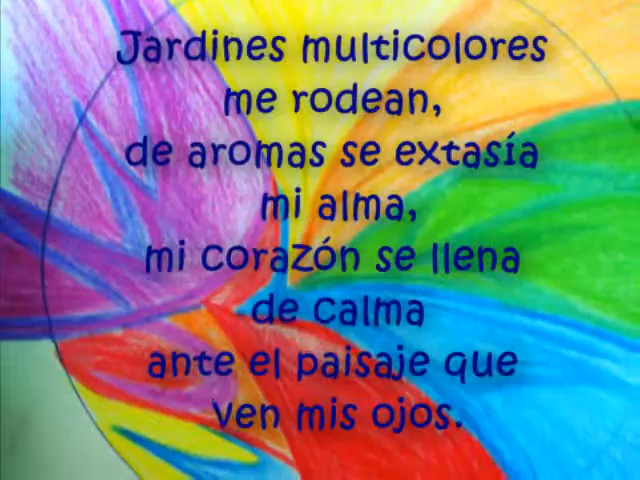 Jardines multicolores
me rodean,
de aromas se extasía
mi alma,
mi corazón se llena
de calma
ante el paisaje que
ven mis ojos.